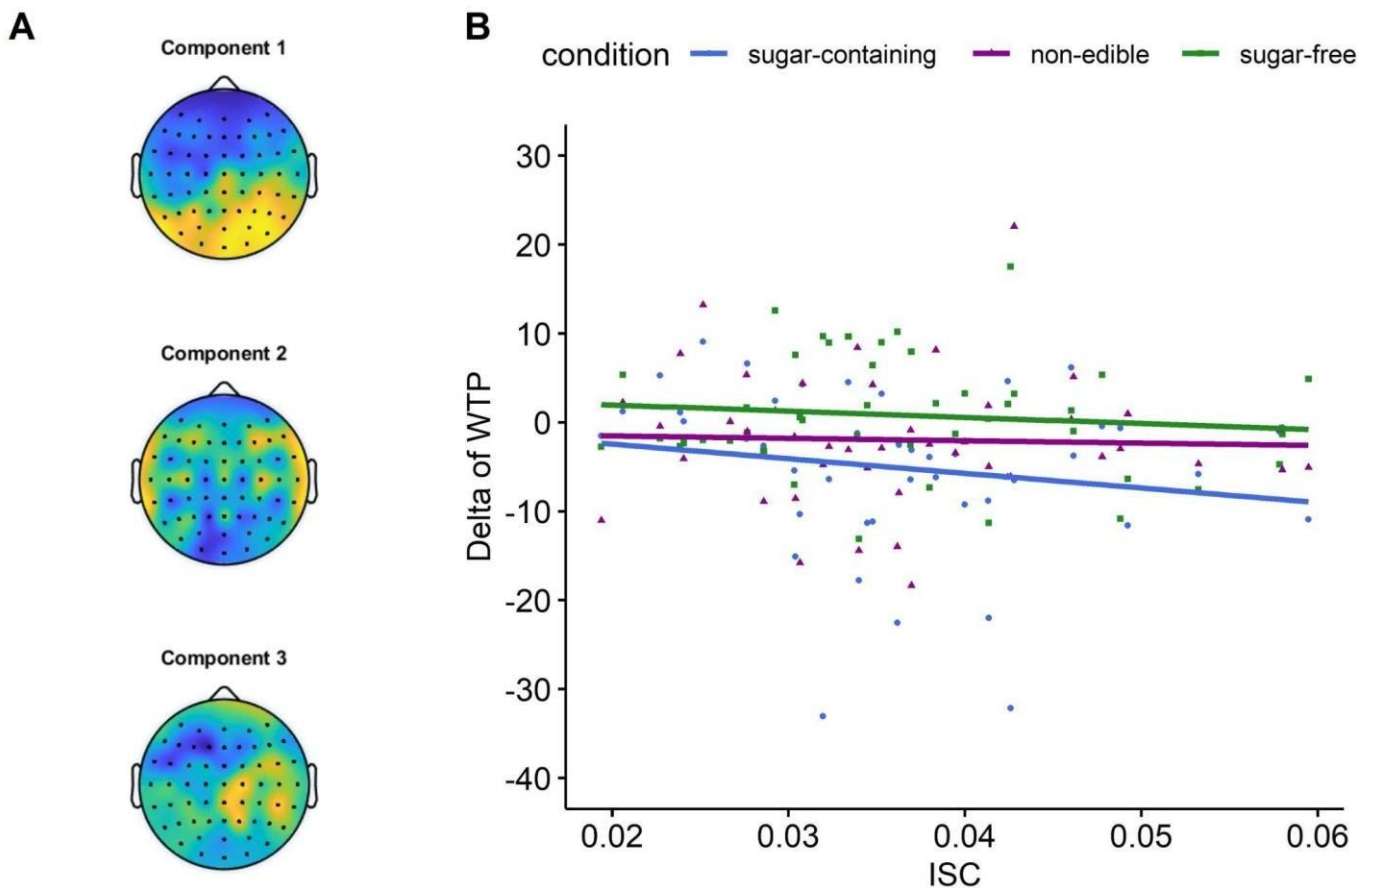 A
Component 1
Component 2
Component 3
B
condition sugar-containing non-edible sugar-free
Delta of WTP
30
20
10
0
-10
-20
-30
-40
0.02 0.03 0.04 0.05 0.06
ISC